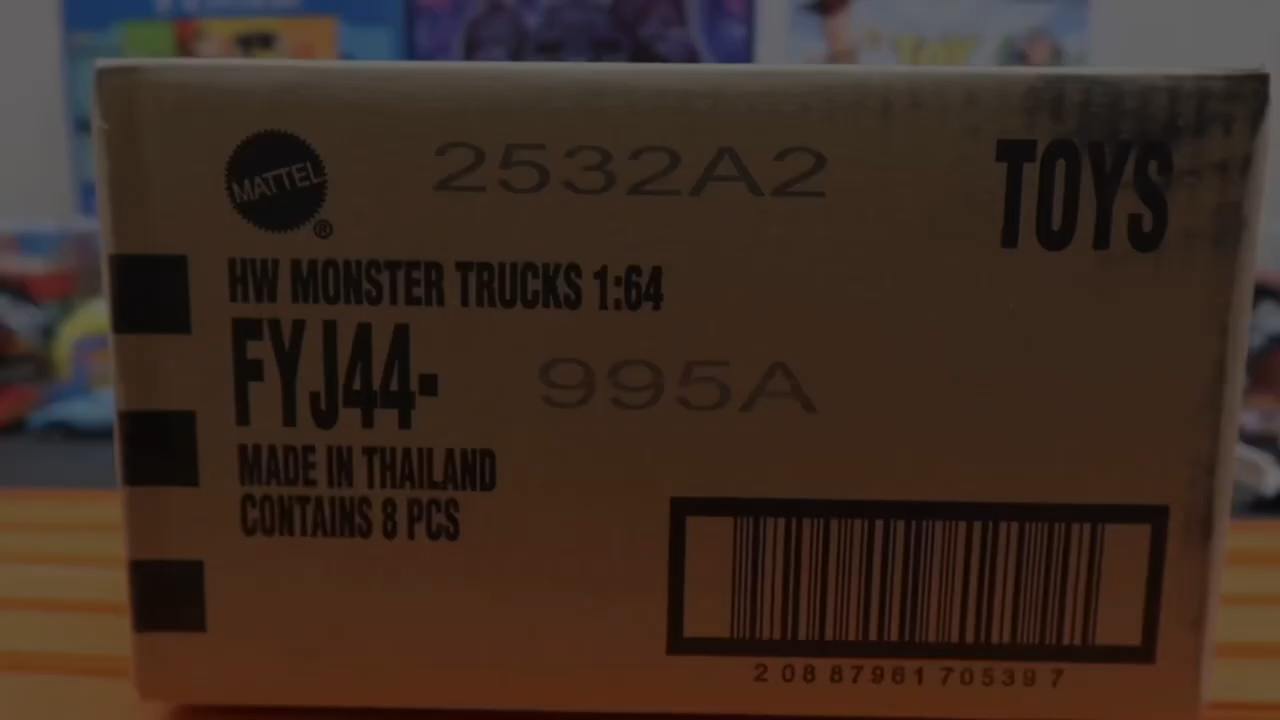 MATTEL
®
2532A2
TOYS
HW MONSTER TRUCKS 1:64
FYJ44-
995A
MADE IN THAILAND
CONTAINS 8 PCS
2 08 87961 70539 7